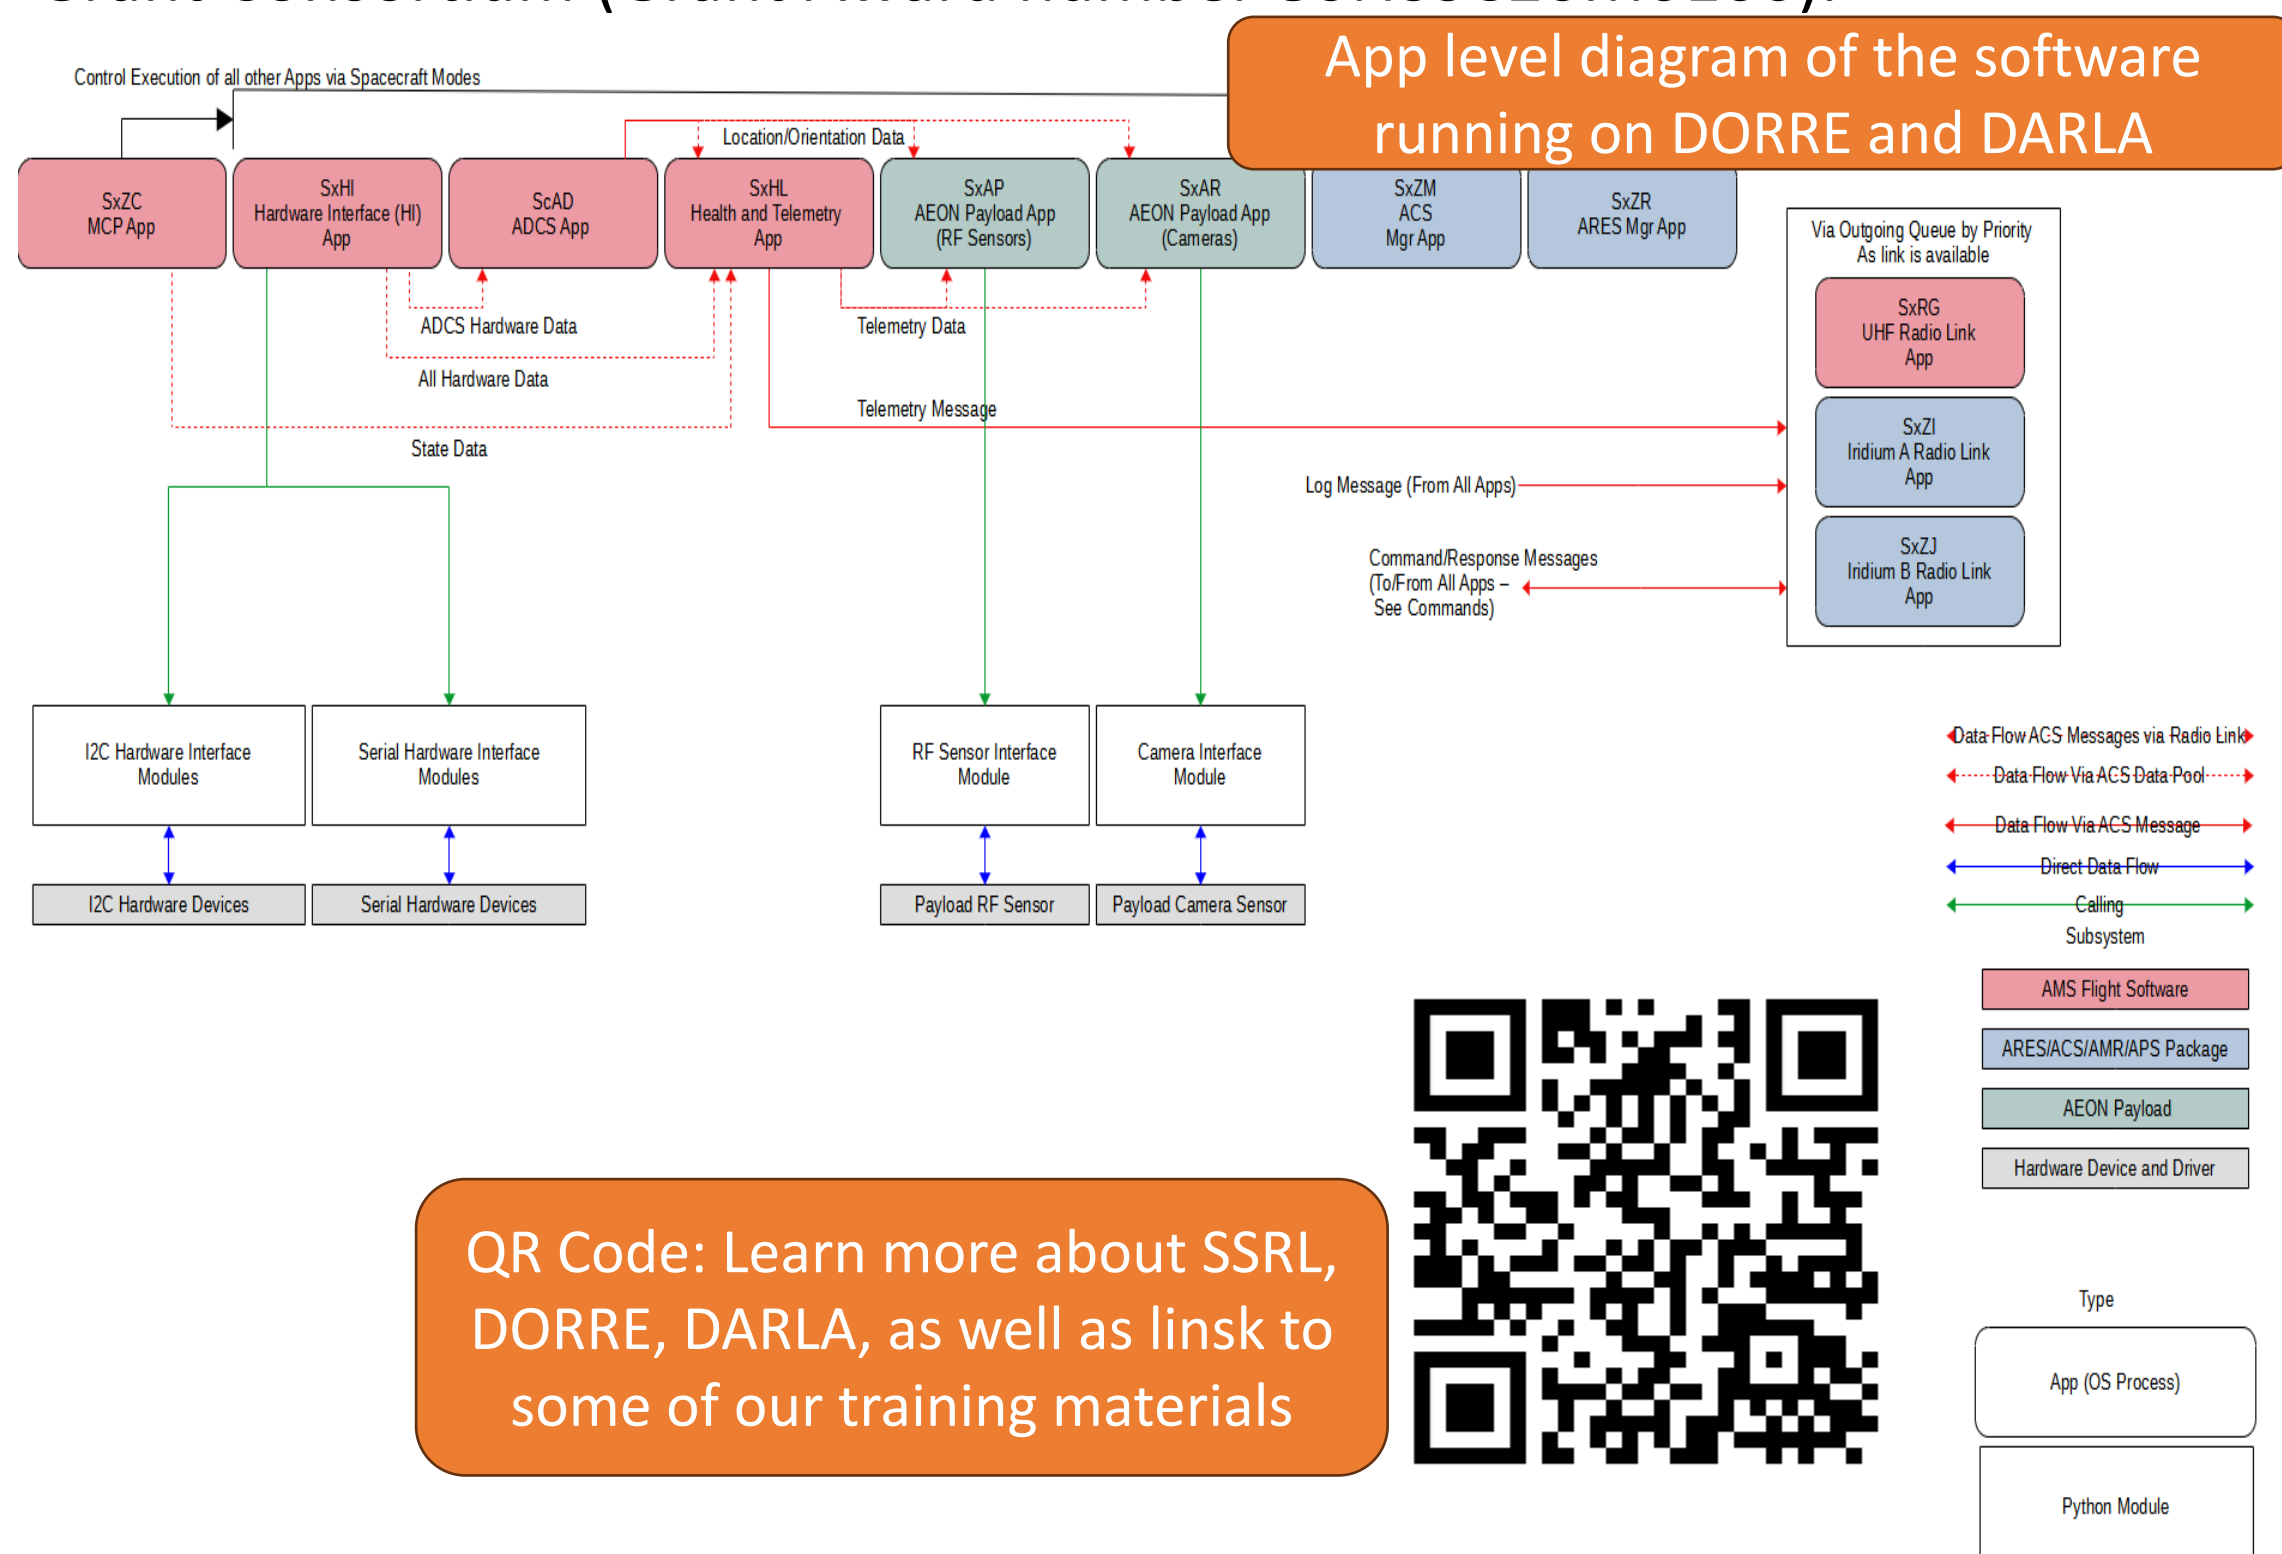 App level diagram of the software
running on DORRE and DARLA
Control Execution of all other Apps via Spacecraft Modes
Location/Orientation Data
SxZC
MCP App
SxHI
Hardware Interface (HI)
App
ScAD
ADCS App
SxHL
Health and Telemetry
App
SxAP
AEON Payload App
(RF Sensors)
SxAR
AEON Payload App
(Cameras)
SxZM
ACS
Mgr App
SxZR
ARES Mgr App
Via Outgoing Queue by Priority
As link is available
SxRG
UHF Radio Link
App
SxZI
Iridium A Radio Link
App
SxZJ
Iridium B Radio Link
App
ADCS Hardware Data
Telemetry Data
All Hardware Data
Telemetry Message
State Data
Log Message (From All Apps)
Command/Response Messages
(To/From All Apps –
See Commands)
I2C Hardware Interface
Modules
Serial Hardware Interface
Modules
RF Sensor Interface
Module
Camera Interface
Module
I2C Hardware Devices
Serial Hardware Devices
Payload RF Sensor
Payload Camera Sensor
Data Flow ACS Messages via Radio Link
Data Flow Via ACS Data Pool
Data Flow Via ACS Message
Direct Data Flow
Calling
Subsystem
AMS Flight Software
ARES/ACS/AMR/APS Package
AEON Payload
Hardware Device and Driver
Type
App (OS Process)
Python Module
QR Code: Learn more about SSRL,
DORRE, DARLA, as well as linsk to
some of our training materials